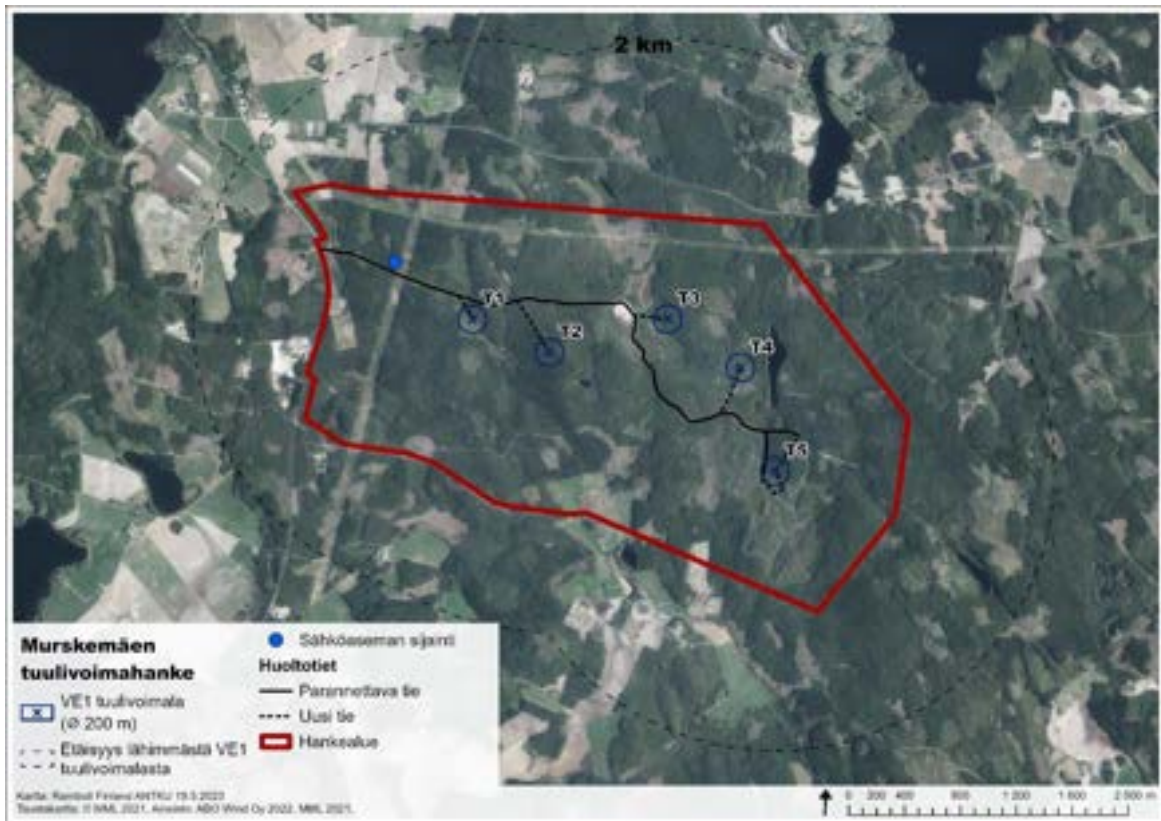 2 km
T1
T3
T2
T4
T5
Murskemäen
tuulivoimahanke
VE1 tuulivoimala
(Ø 200 m)
Etäisyys lähimmästä VE1
tuulivoimalasta
Sähköaseman sijainti
Huoltotiet
Parannettava tie
Uusi tie
Hankealue
Kartta: Ramboll Finland ANTKU 19.5.2023
Taustakartta: © MML 2021, Aineisto: ABO Wind Oy 2022, MML 2021,
0 200 400 800 1 200 1 600 2 000 m